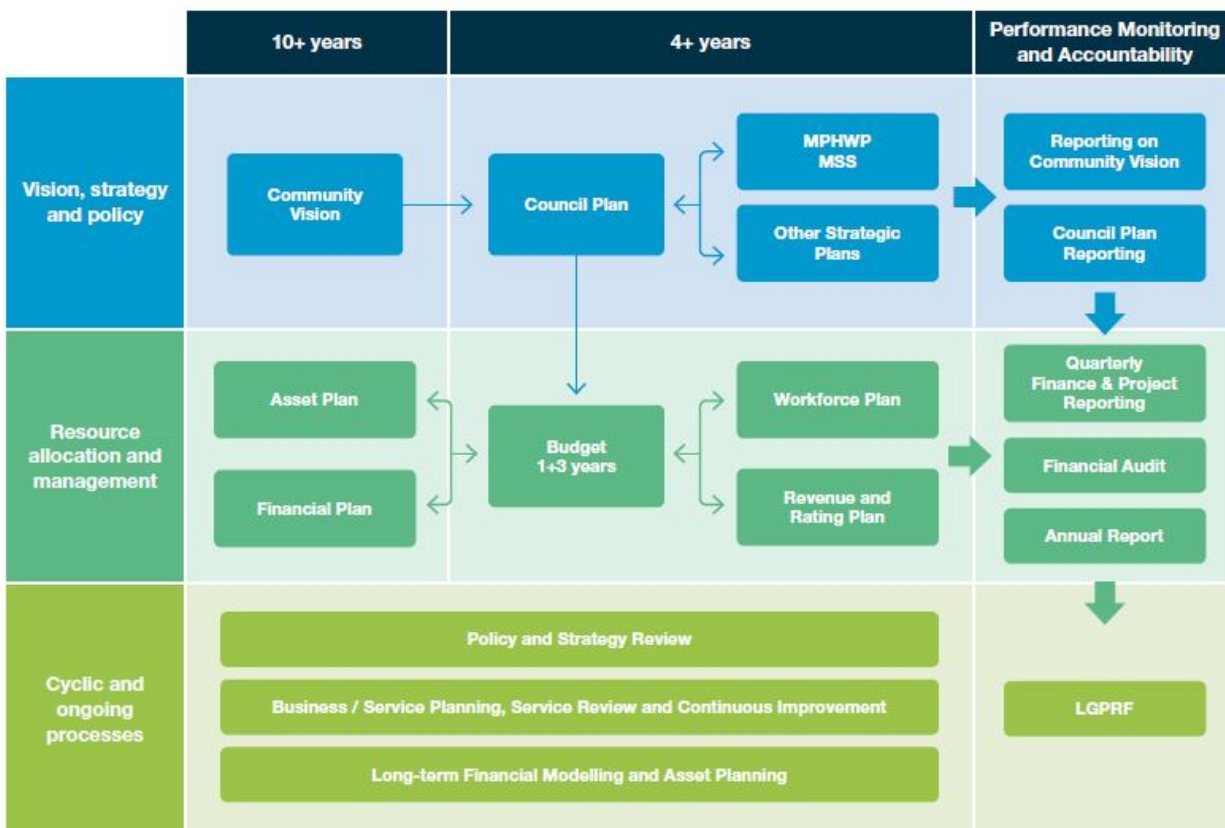 10+ years
4+ years
Performance Monitoring
and Accountability
Vision, strategy
and policy
Community
Vision
Council Plan
MPHWP
MSS
Other Strategic
Plans
Reporting on
Community Vision
Council Plan
Reporting
Resource
allocation and
management
Asset Plan
Financial Plan
Budget
1+3 years
Workforce Plan
Revenue and
Rating Plan
Quarterly
Finance & Project
Reporting
Financial Audit
Annual Report
Cyclic and
ongoing
processes
Policy and Strategy Review
Business / Service Planning, Service Review and Continuous Improvement
Long-term Financial Modelling and Asset Planning
LGPRF